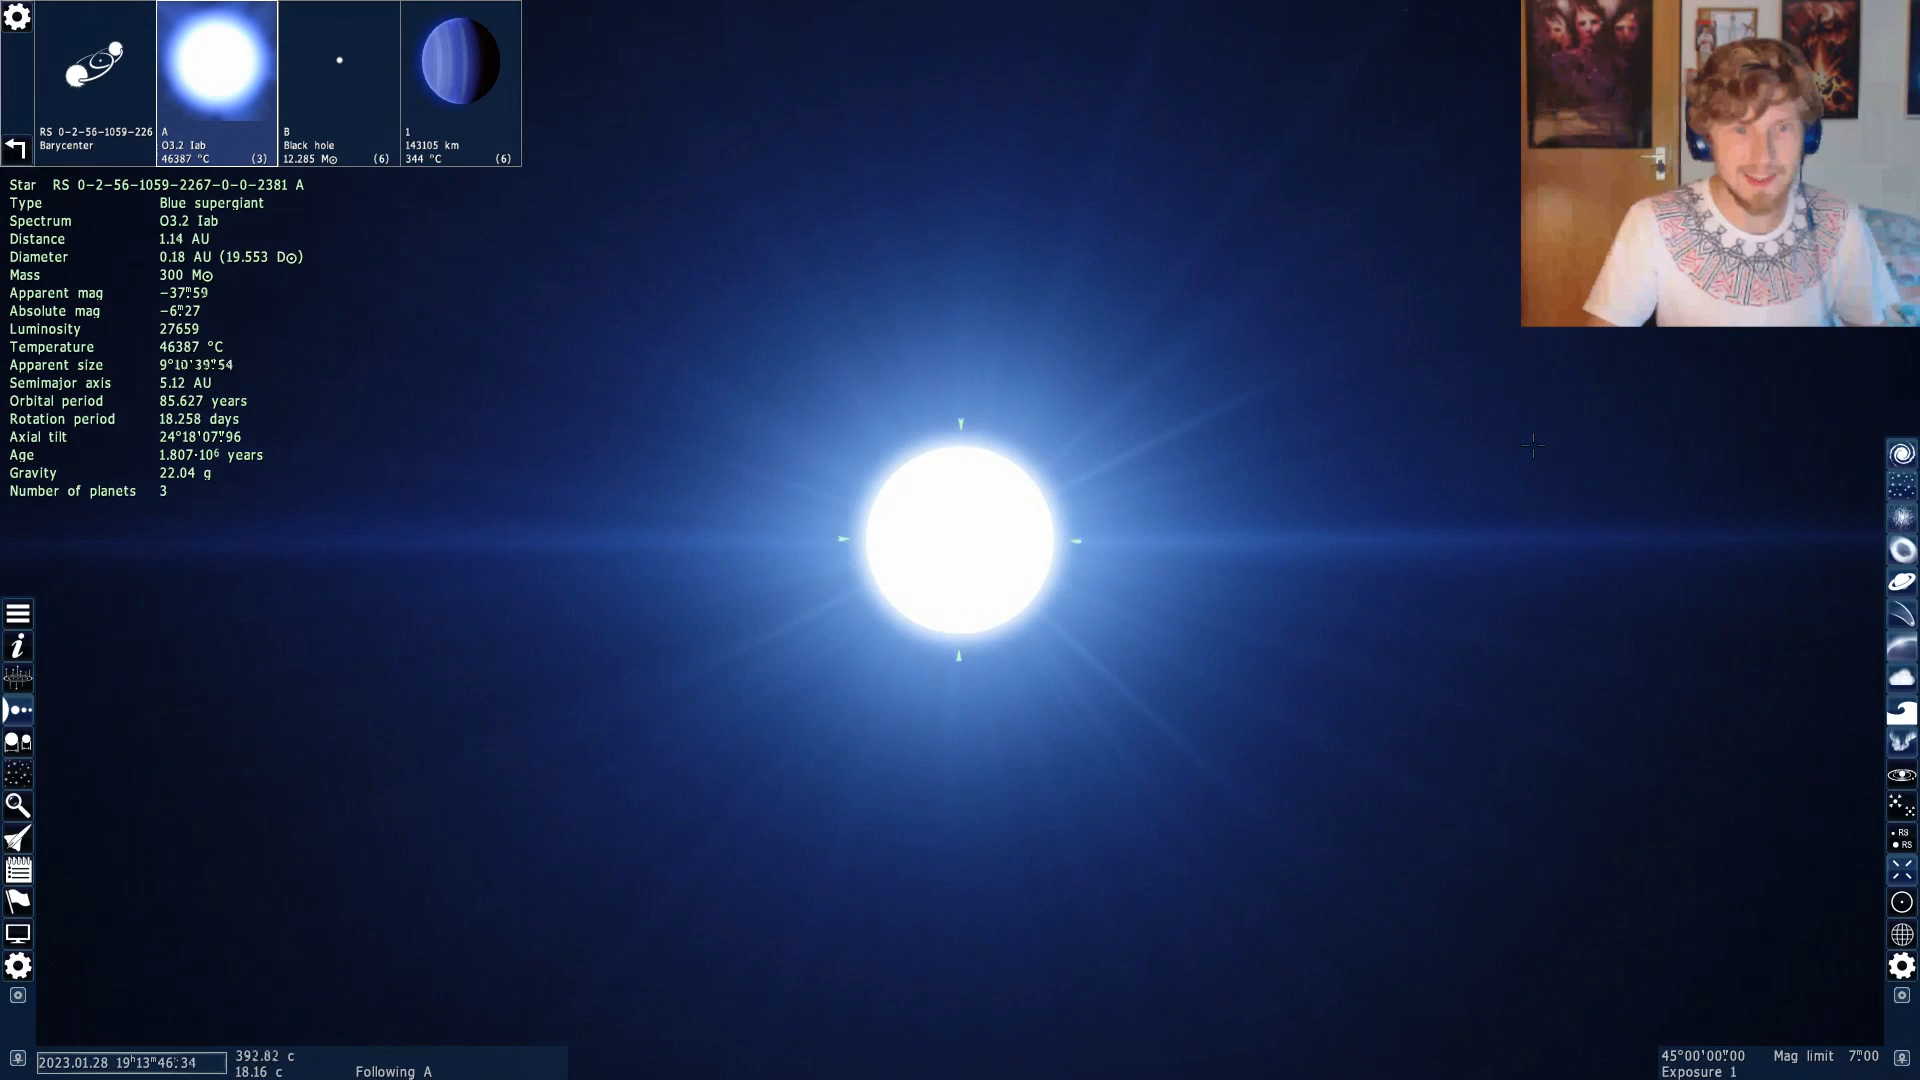 RS 0-2-56-1059-226
Barycenter
A
O3.2 Iab
46387 °C (3)
B
Black hole
12.285 M☉ (6)
1
143105 km
344 °C (6)
Star RS 0-2-56-1059-2267-0-0-2381 A
Type Blue supergiant
Spectrum O3.2 Iab
Distance 1.14 AU
Diameter 0.18 AU (19.553 D☉)
Mass 300 M☉
Apparent mag −37ᵐ59
Absolute mag −6ᵐ27
Luminosity 27659
Temperature 46387 °C
Apparent size 9°10'39"54
Semimajor axis 5.12 AU
Orbital period 85.627 years
Rotation period 18.258 days
Axial tilt 24°18'07"96
Age 1.807·10⁶ years
Gravity 22.04 g
Number of planets 3
RS
RS
2023.01.28 19ʰ13ᵐ46ˢ34
392.82 c
18.16 c Following A
45°00'00"00 Mag limit 7ᵐ00
Exposure 1